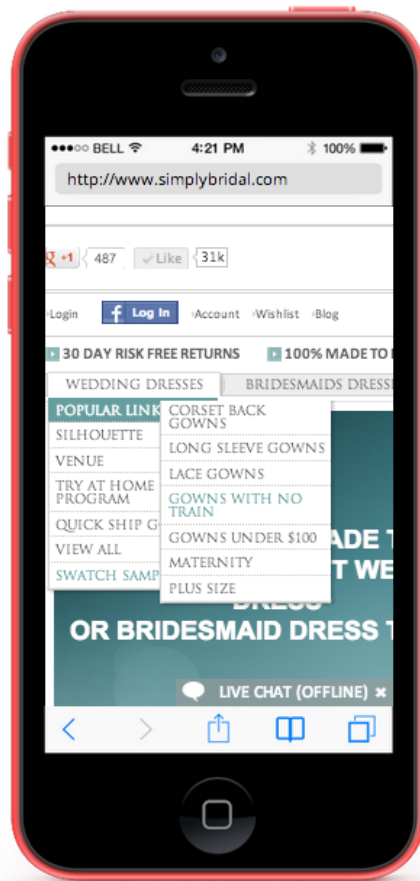 ●●●○○ BELL 4:21 PM 100%
http://www.simplybridal.com
g +1 487 Like 31k
Login f Log In Account Wishlist Blog
30 DAY RISK FREE RETURNS 100% MADE TO
WEDDING DRESSES BRIDESMAIDS DRESS
POPULAR LINK
SILHOUETTE
VENUE
TRY AT HOME
PROGRAM
QUICK SHIP G
VIEW ALL
SWATCH SAMP
CORSET BACK
GOWNS
LONG SLEEVE GOWNS
LACE GOWNS
GOWNS WITH NO
TRAIN
GOWNS UNDER $100
MATERNITY
PLUS SIZE
ADE T
T WE
DRESS
OR BRIDESMAID DRESS T
LIVE CHAT (OFFLINE) ×